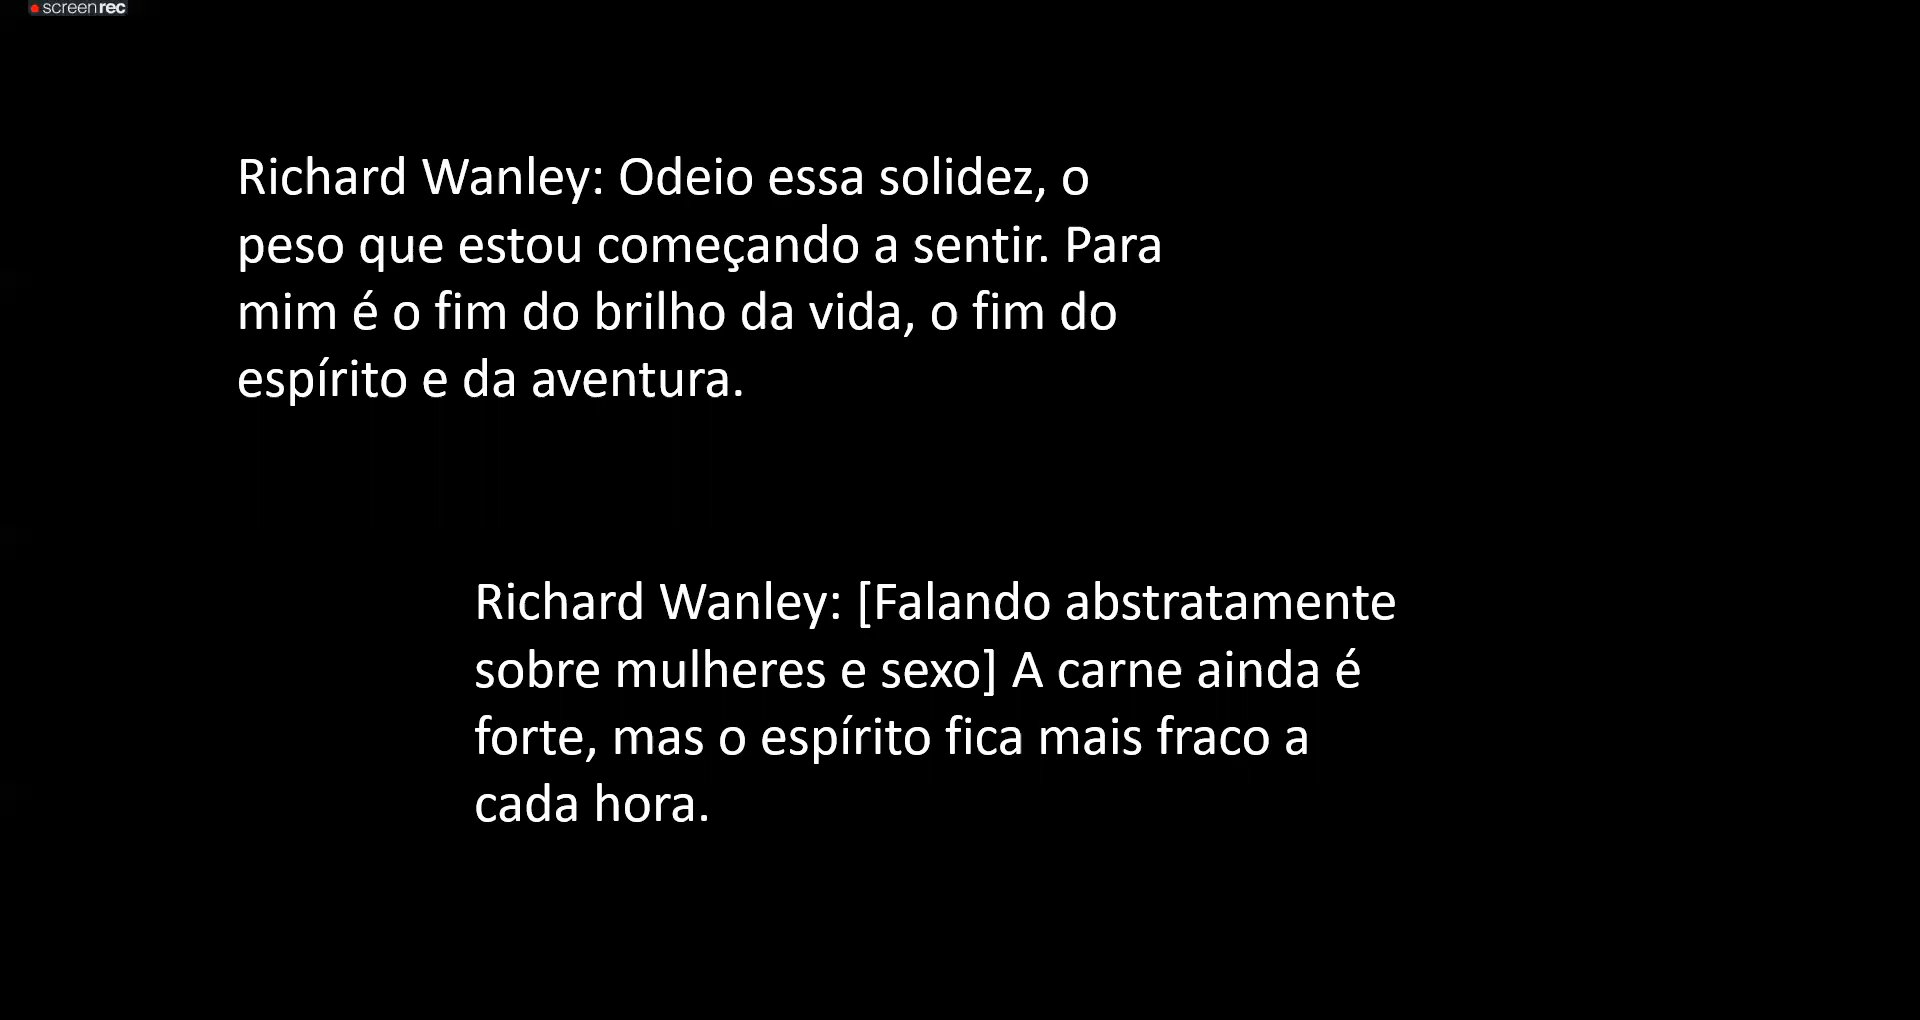 screenrec
Richard Wanley: Odeio essa solidez, o
peso que estou começando a sentir. Para
mim é o fim do brilho da vida, o fim do
espírito e da aventura.
Richard Wanley: [Falando abstratamente
sobre mulheres e sexo] A carne ainda é
forte, mas o espírito fica mais fraco a
cada hora.